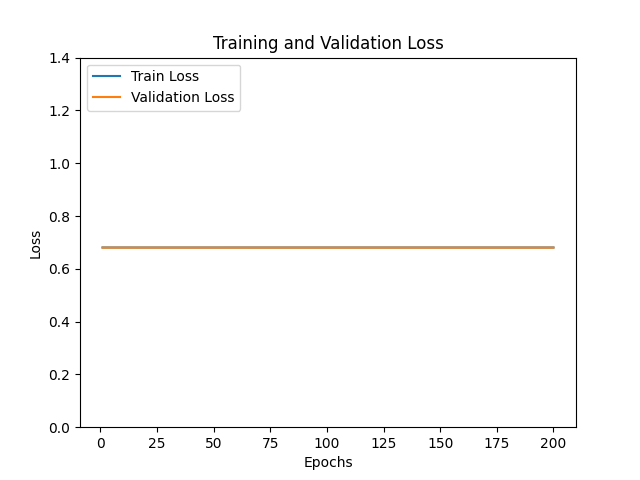 Training and Validation Loss
Train Loss
Validation Loss
1.4
1.2
1.0
0.8
0.6
0.4
0.2
0.0
Loss
0 25 50 75 100 125 150 175 200
Epochs